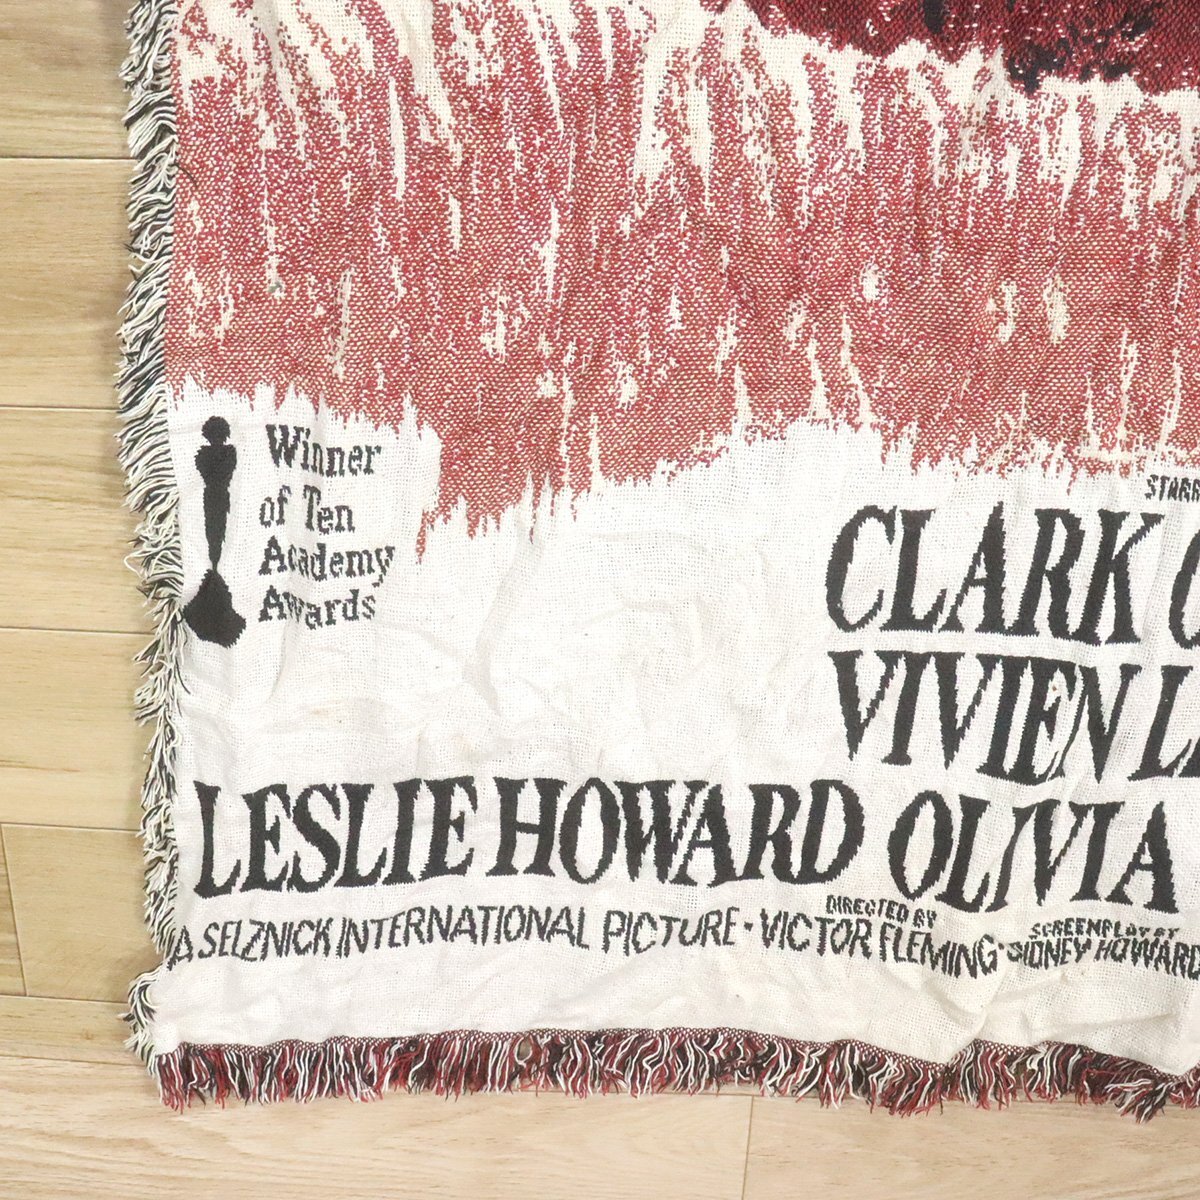 Winner
of Ten
Academy
Awards
STARR
CLARK G
VIVIEN LE
LESLIE HOWARD OLIVIA
A SELZNICK INTERNATIONAL PICTURE · DIRECTED BY VICTOR FLEMING · SCREENPLAY BY SIDNEY HOWARD